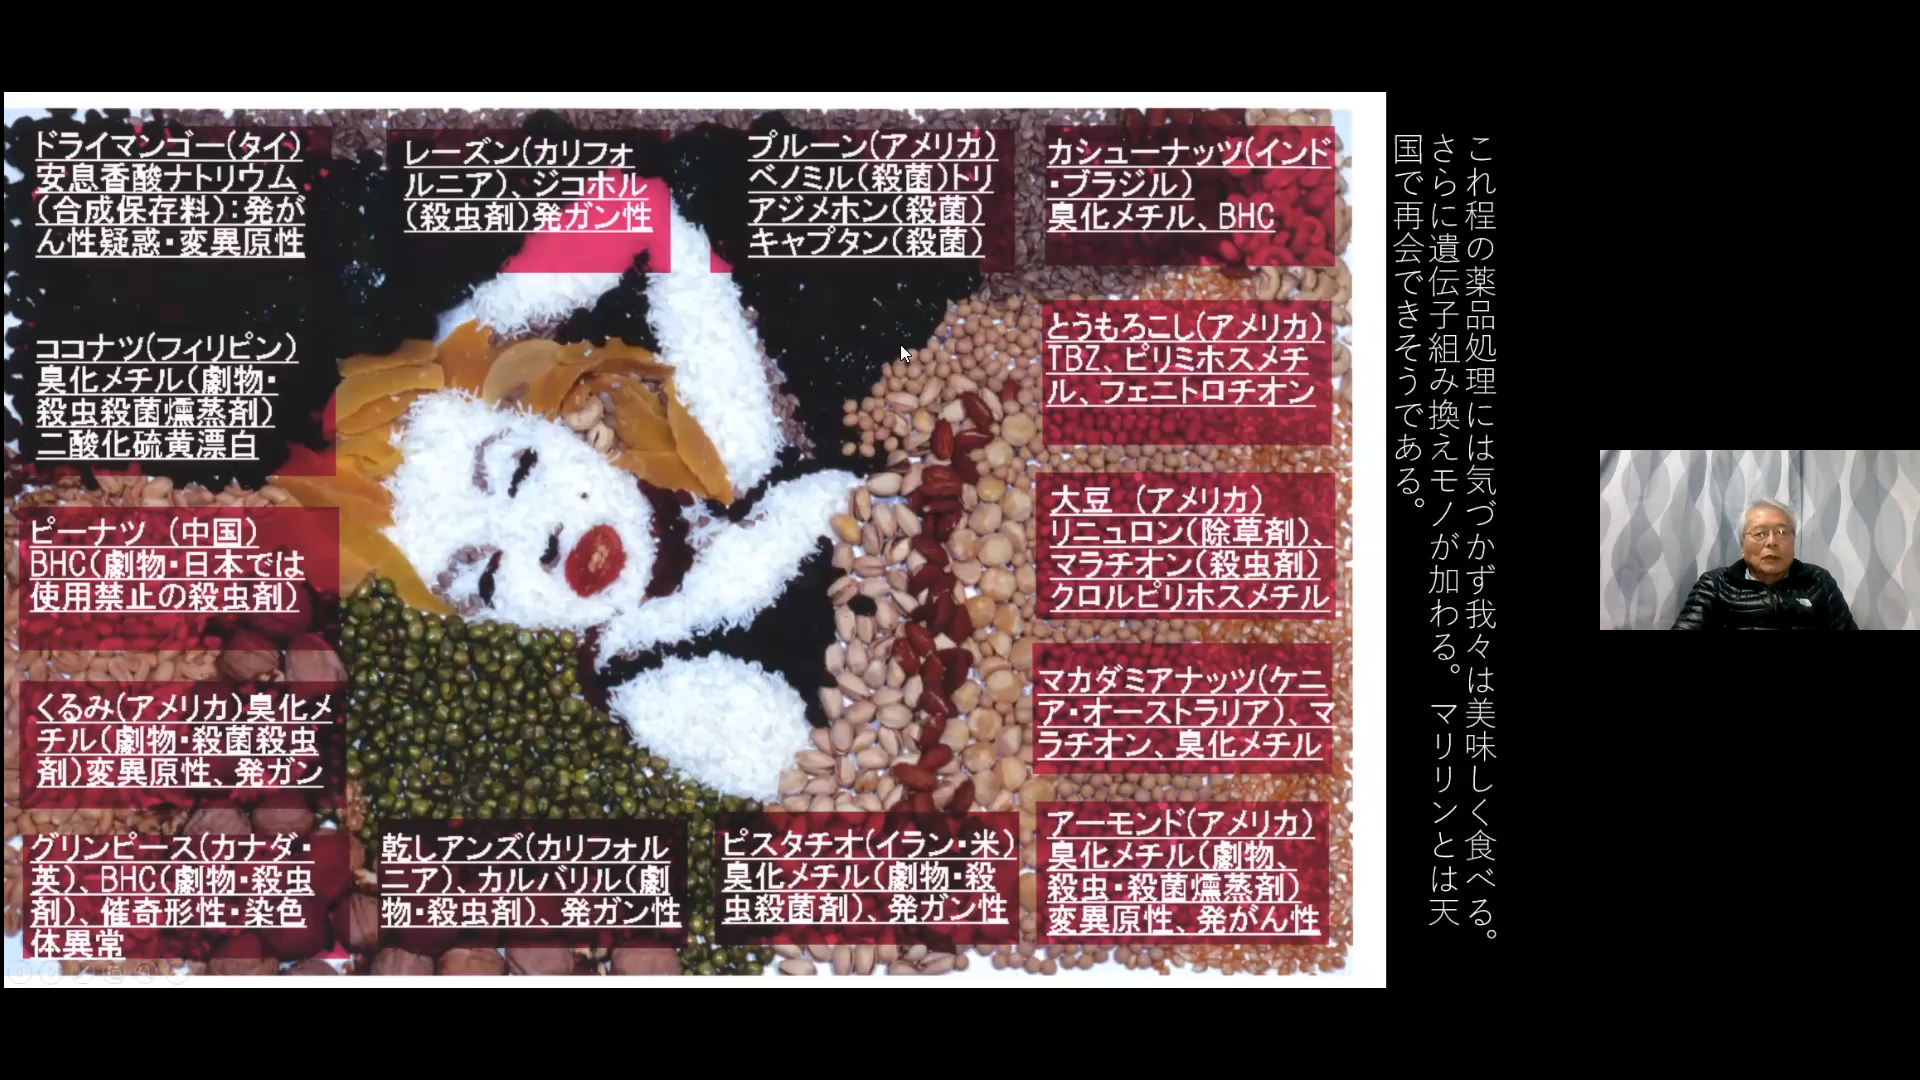 ドライマンゴー(タイ)
安息香酸ナトリウム
(合成保存料):発が
ん性疑惑・変異原性
レーズン(カリフォ
ルニア)、ジコホル
(殺虫剤)発ガン性
プルーン(アメリカ)
ベノミル(殺菌)トリ
アジメホン(殺菌)
キャプタン(殺菌)
カシューナッツ(インド
・ブラジル)
臭化メチル、BHC
ココナツ(フィリピン)
臭化メチル(劇物・
殺虫殺菌燻蒸剤)
二酸化硫黄漂白
とうもろこし(アメリカ)
TBZ、ピリミホスメチ
ル、フェニトロチオン
ピーナツ (中国)
BHC(劇物・日本では
使用禁止の殺虫剤)
大豆 (アメリカ)
リニュロン(除草剤)、
マラチオン(殺虫剤)
クロルピリホスメチル
くるみ(アメリカ)臭化メ
チル(劇物・殺菌殺虫
剤)変異原性、発ガン
マカダミアナッツ(ケニ
ア・オーストラリア)、マ
ラチオン、臭化メチル
グリンピース(カナダ・
英)、BHC(劇物・殺虫
剤)、催奇形性・染色
体異常
乾しアンズ(カリフォル
ニア)、カルバリル(劇
物・殺虫剤)、発ガン性
ピスタチオ(イラン・米)
臭化メチル(劇物・殺
虫殺菌剤)、発ガン性
アーモンド(アメリカ)
臭化メチル(劇物、
殺虫・殺菌燻蒸剤)
変異原性、発がん性
これ程の薬品処理には気づかず我々は美味しく食べる。
さらに遺伝子組み換えモノが加わる。マリリンとは天
国で再会できそうである。